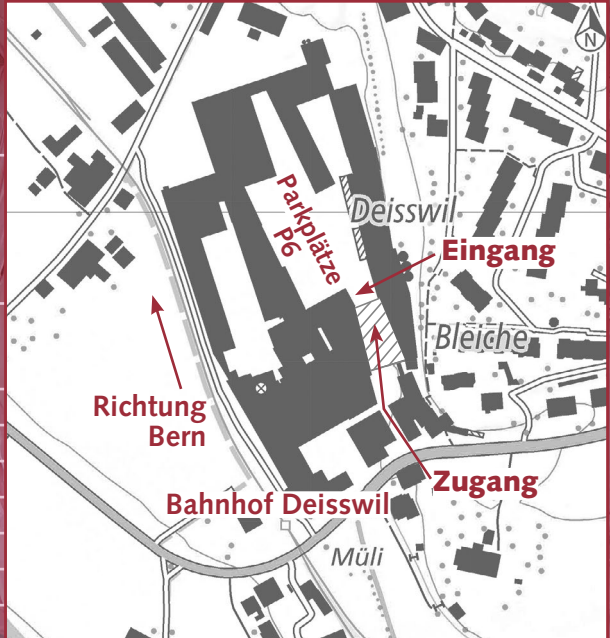 N
Parkplätze
P6
Deisswil
Eingang
Bleiche
Richtung
Bern
Zugang
Bahnhof Deisswil
Müli